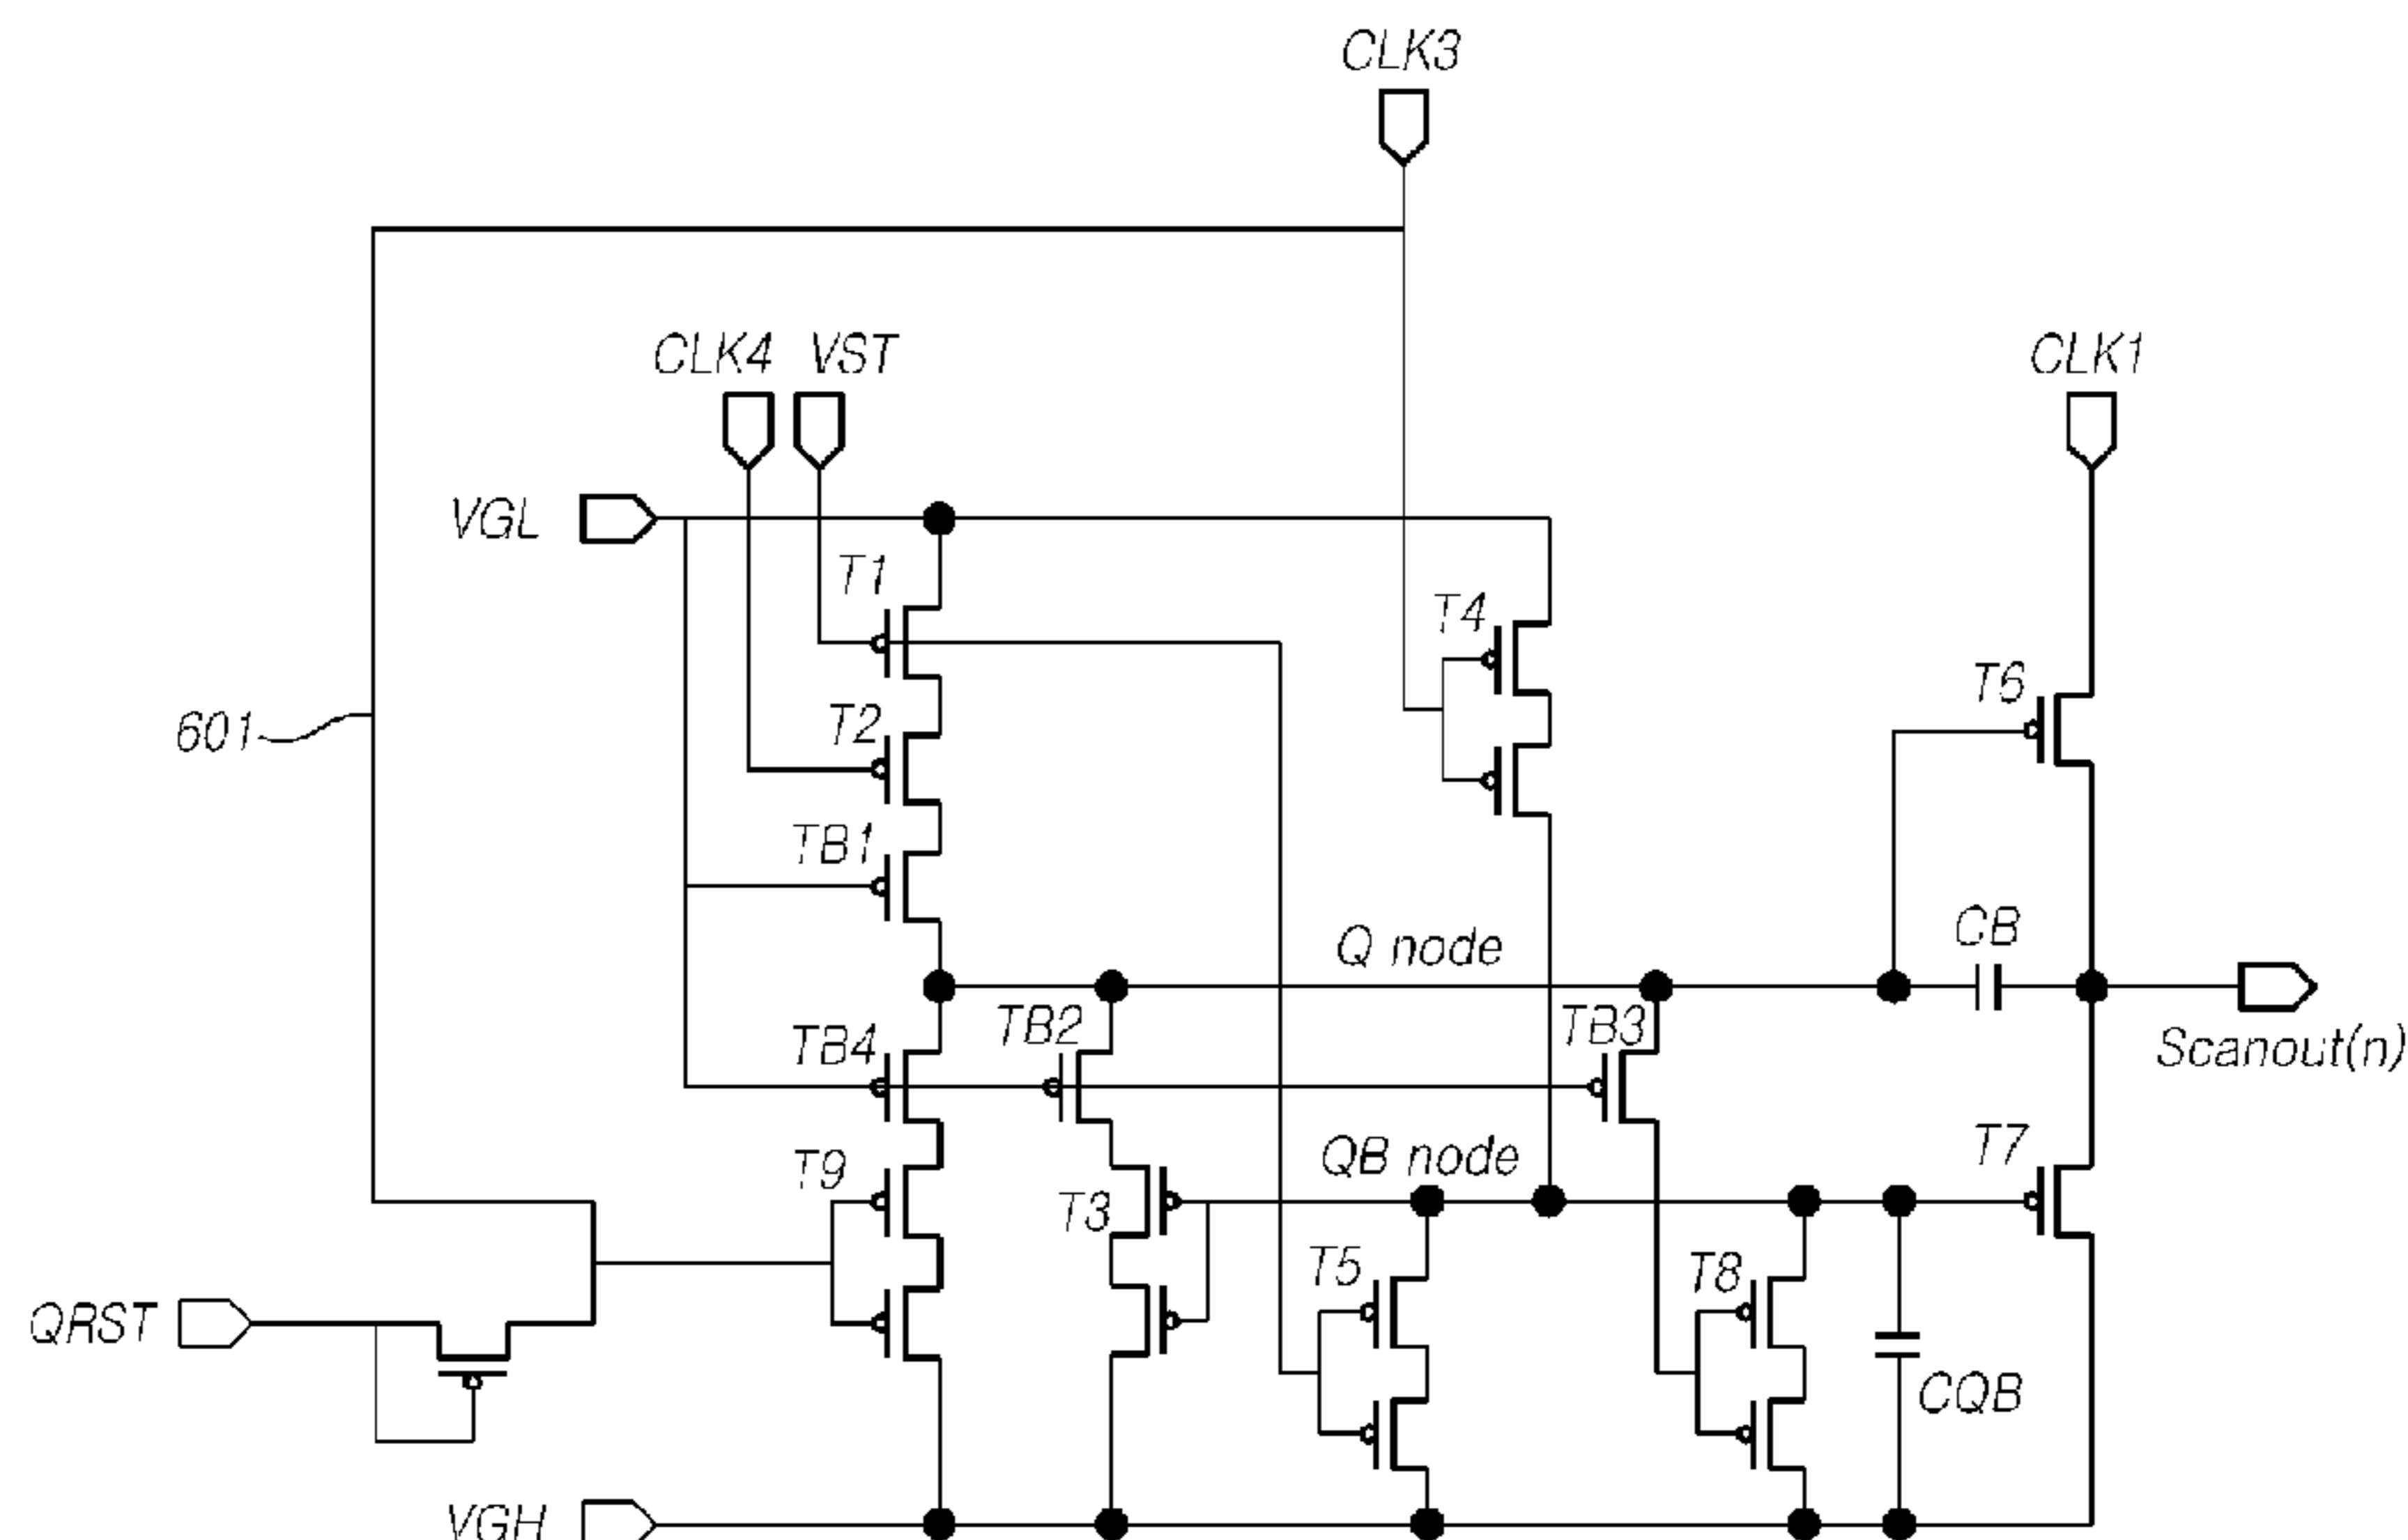 CLK3
CLK4 VST
CLK1
VGL
T1
T4
T6
T2
601
TB1
CB
Q node
TB4
TB2
TB3
Scanout(n)
T9
QB node
T7
T3
T5
T8
QRST
CQB
VGH